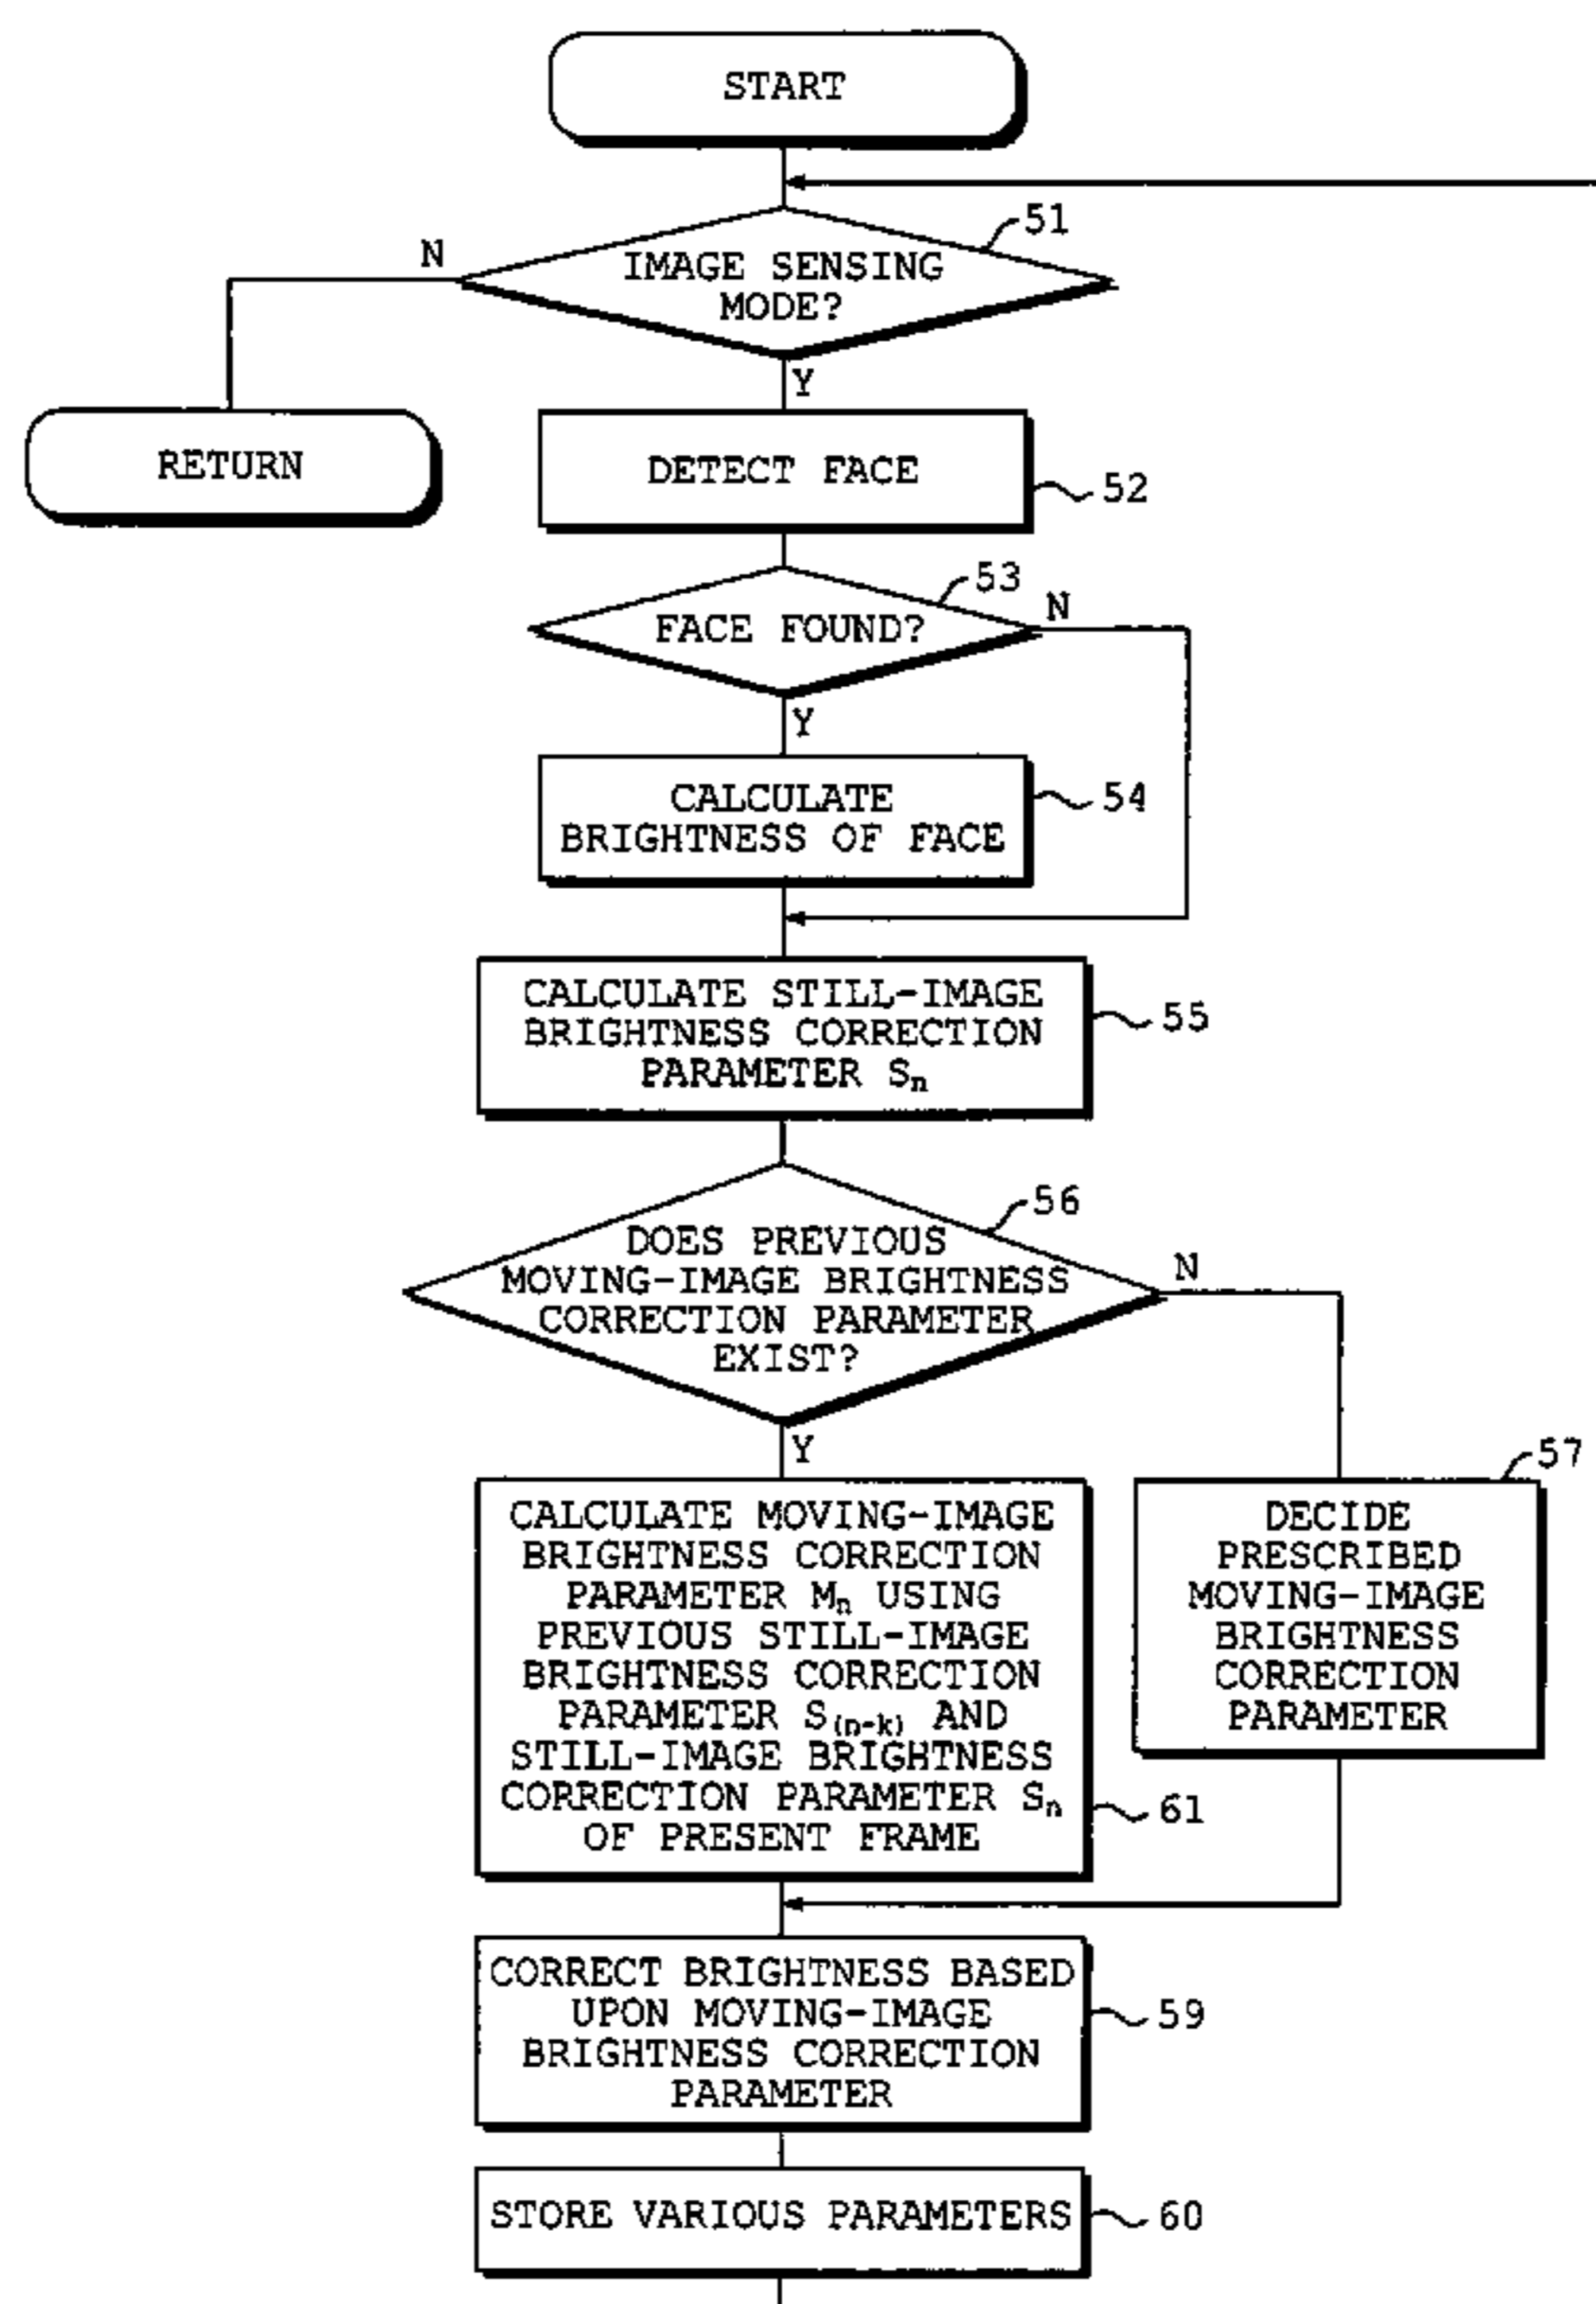 START
51
N
IMAGE SENSING
MODE?
Y
RETURN
DETECT FACE
52
53
N
FACE FOUND?
Y
CALCULATE
BRIGHTNESS OF FACE
54
CALCULATE STILL-IMAGE
BRIGHTNESS CORRECTION
PARAMETER Sn
55
56
DOES PREVIOUS
MOVING-IMAGE BRIGHTNESS
CORRECTION PARAMETER
EXIST?
N
Y
57
CALCULATE MOVING-IMAGE
BRIGHTNESS CORRECTION
PARAMETER Mn USING
PREVIOUS STILL-IMAGE
BRIGHTNESS CORRECTION
PARAMETER S(n-k) AND
STILL-IMAGE BRIGHTNESS
CORRECTION PARAMETER Sn
OF PRESENT FRAME
61
DECIDE
PRESCRIBED
MOVING-IMAGE
BRIGHTNESS
CORRECTION
PARAMETER
CORRECT BRIGHTNESS BASED
UPON MOVING-IMAGE
BRIGHTNESS CORRECTION
PARAMETER
59
STORE VARIOUS PARAMETERS
60